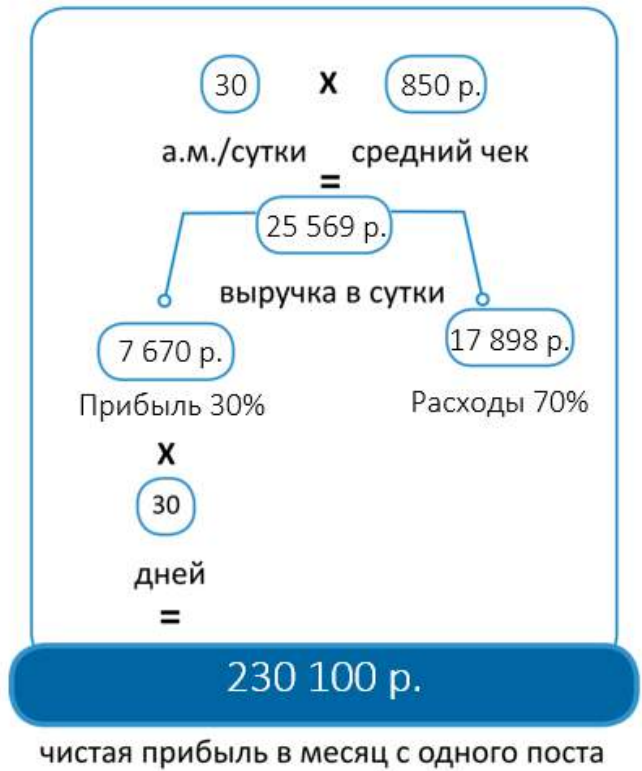 30 X 850 р.
а.м./сутки средний чек
=
25 569 р.
выручка в сутки
7 670 р. 17 898 р.
Прибыль 30% Расходы 70%
X
30
дней
=
230 100 р.
чистая прибыль в месяц с одного поста